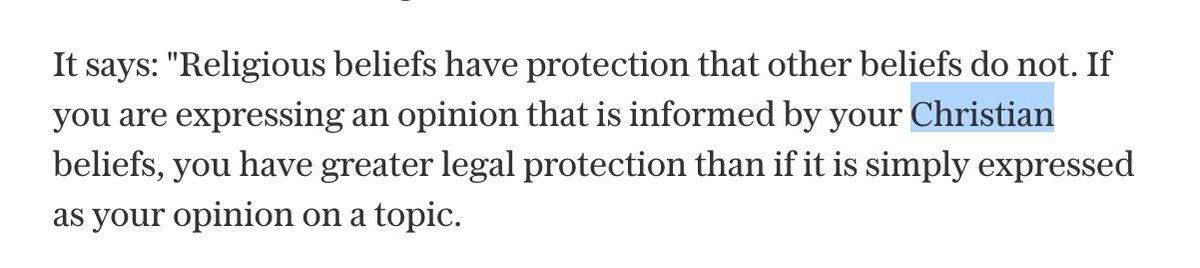 It says: "Religious beliefs have protection that other beliefs do not. If
you are expressing an opinion that is informed by your Christian
beliefs, you have greater legal protection than if it is simply expressed
as your opinion on a topic.